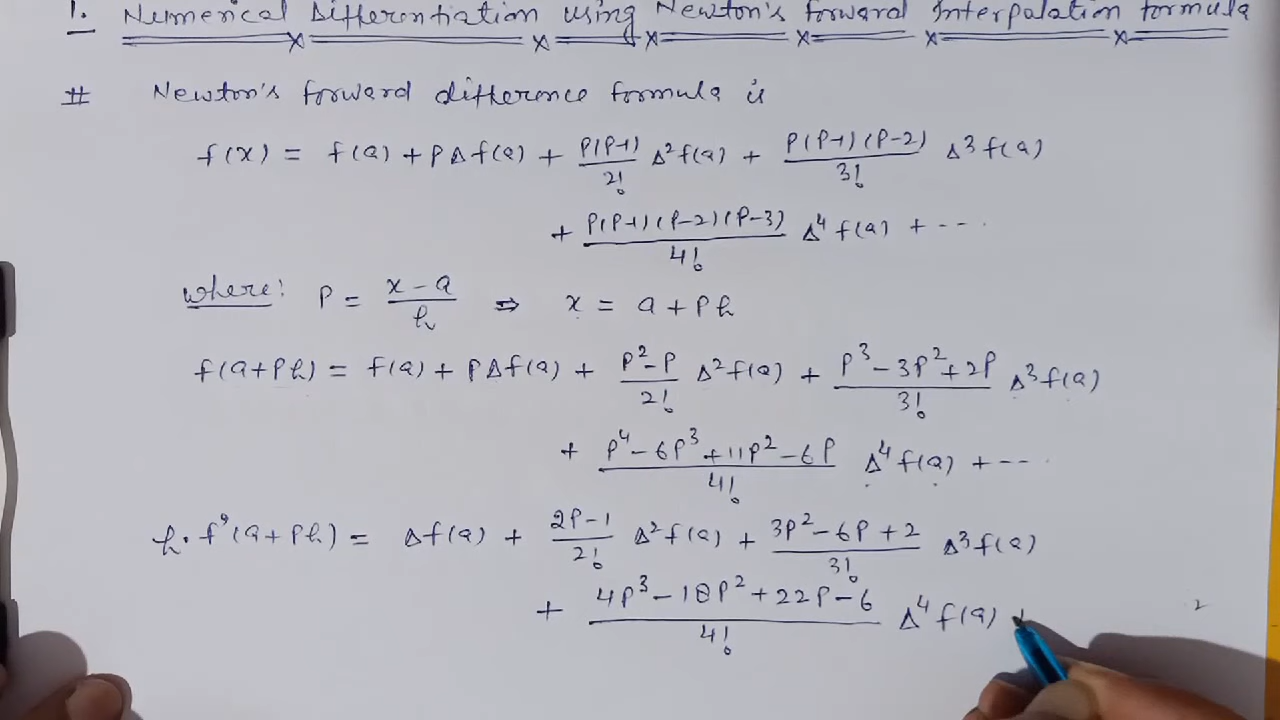 1. Numerical Differentiation using Newton's forward Interpolation formula
# Newton's forward difference formula is
f(x) = f(a) + PΔf(a) + P(P-1)/2! Δ²f(a) + P(P-1)(P-2)/3! Δ³f(a)
+ P(P-1)(P-2)(P-3)/4! Δ⁴f(a) + ---
where: P = x-a/h ⇒ x = a+Ph
f(a+Ph) = f(a) + PΔf(a) + P²-P/2! Δ²f(a) + P³-3P²+2P/3! Δ³f(a)
+ P⁴-6P³+11P²-6P/4! Δ⁴f(a) + ---
h. f'(a+Ph) = Δf(a) + 2P-1/2! Δ²f(a) + 3P²-6P+2/3! Δ³f(a)
+ 4P³-18P²+22P-6/4! Δ⁴f(a) +
2